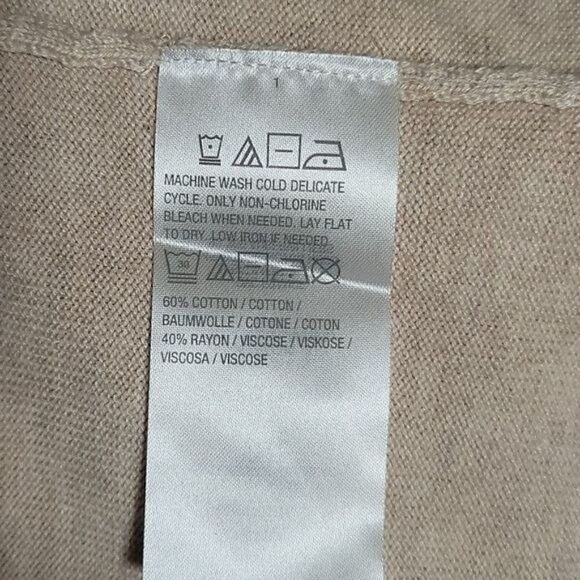 1
MACHINE WASH COLD DELICATE
CYCLE. ONLY NON-CHLORINE
BLEACH WHEN NEEDED. LAY FLAT
TO DRY. LOW IRON IF NEEDED.
30
60% COTTON / COTTON /
BAUMWOLLE / COTONE / COTON
40% RAYON / VISCOSE / VISKOSE /
VISCOSA / VISCOSE